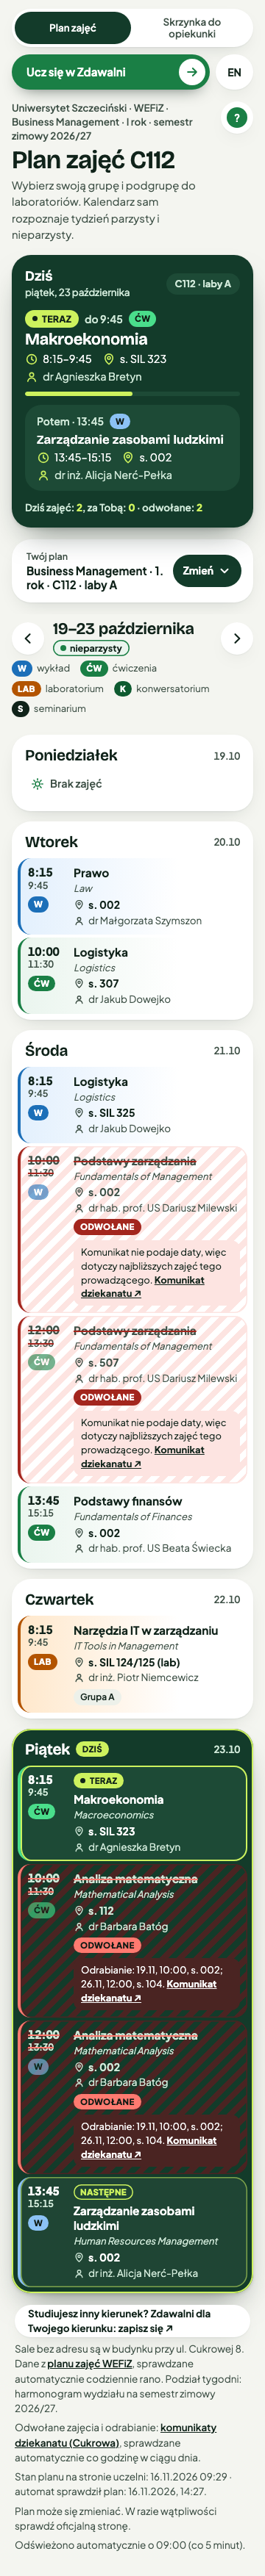 Plan zajęć
Skrzynka do
opiekunki
Ucz się w Zdawalni
EN
Uniwersytet Szczeciński · WEFiZ ·
Business Management · I rok · semestr
zimowy 2026/27
?
Plan zajęć C112
Wybierz swoją grupę i podgrupę do
laboratoriów. Kalendarz sam
rozpoznaje tydzień parzysty i
nieparzysty.
Dziś
piątek, 23 października
C112 · laby A
TERAZ do 9:45 ĆW
Makroekonomia
8:15–9:45 s. SIL 323
dr Agnieszka Bretyn
Potem · 13:45 W
Zarządzanie zasobami ludzkimi
13:45–15:15 s. 002
dr inż. Alicja Nerć-Pełka
Dziś zajęć: 2, za Tobą: 0 · odwołane: 2
Twój plan
Business Management · 1.
rok · C112 · laby A
Zmień
19–23 października
nieparzysty
W wykład ĆW ćwiczenia
LAB laboratorium K konwersatorium
S seminarium
Poniedziałek 19.10
Brak zajęć
Wtorek 20.10
8:15 Prawo
9:45 Law
W s. 002
dr Małgorzata Szymszon
10:00 Logistyka
11:30 Logistics
ĆW s. 307
dr Jakub Dowejko
Środa 21.10
8:15 Logistyka
9:45 Logistics
W s. SIL 325
dr Jakub Dowejko
10:00 Podstawy zarządzania
11:30 Fundamentals of Management
W s. 002
dr hab. prof. US Dariusz Milewski
ODWOŁANE
Komunikat nie podaje daty, więc
dotyczy najbliższych zajęć tego
prowadzącego. Komunikat
dziekanatu ↗
12:00 Podstawy zarządzania
13:30 Fundamentals of Management
ĆW s. 507
dr hab. prof. US Dariusz Milewski
ODWOŁANE
Komunikat nie podaje daty, więc
dotyczy najbliższych zajęć tego
prowadzącego. Komunikat
dziekanatu ↗
13:45 Podstawy finansów
15:15 Fundamentals of Finances
ĆW s. 002
dr hab. prof. US Beata Świecka
Czwartek 22.10
8:15 Narzędzia IT w zarządzaniu
9:45 IT Tools in Management
LAB s. SIL 124/125 (lab)
dr inż. Piotr Niemcewicz
Grupa A
Piątek DZIŚ 23.10
8:15 TERAZ
9:45 Makroekonomia
ĆW Macroeconomics
s. SIL 323
dr Agnieszka Bretyn
10:00 Analiza matematyczna
11:30 Mathematical Analysis
ĆW s. 112
dr Barbara Batóg
ODWOŁANE
Odrabianie: 19.11, 10:00, s. 002;
26.11, 12:00, s. 104. Komunikat
dziekanatu ↗
12:00 Analiza matematyczna
13:30 Mathematical Analysis
W s. 002
dr Barbara Batóg
ODWOŁANE
Odrabianie: 19.11, 10:00, s. 002;
26.11, 12:00, s. 104. Komunikat
dziekanatu ↗
13:45 NASTĘPNE
15:15 Zarządzanie zasobami
W ludzkimi
Human Resources Management
s. 002
dr inż. Alicja Nerć-Pełka
Studiujesz inny kierunek? Zdawalni dla
Twojego kierunku: zapisz się ↗
Sale bez adresu są w budynku przy ul. Cukrowej 8.
Dane z planu zajęć WEFiZ, sprawdzane
automatycznie codziennie rano. Podział tygodni:
harmonogram wydziału na semestr zimowy
2026/27.
Odwołane zajęcia i odrabianie: komunikaty
dziekanatu (Cukrowa), sprawdzane
automatycznie co godzinę w ciągu dnia.
Stan planu na stronie uczelni: 16.11.2026 09:29 ·
automat sprawdził plan: 16.11.2026, 14:27.
Plan może się zmieniać. W razie wątpliwości
sprawdź oficjalną stronę.
Odświeżono automatycznie o 09:00 (co 5 minut).